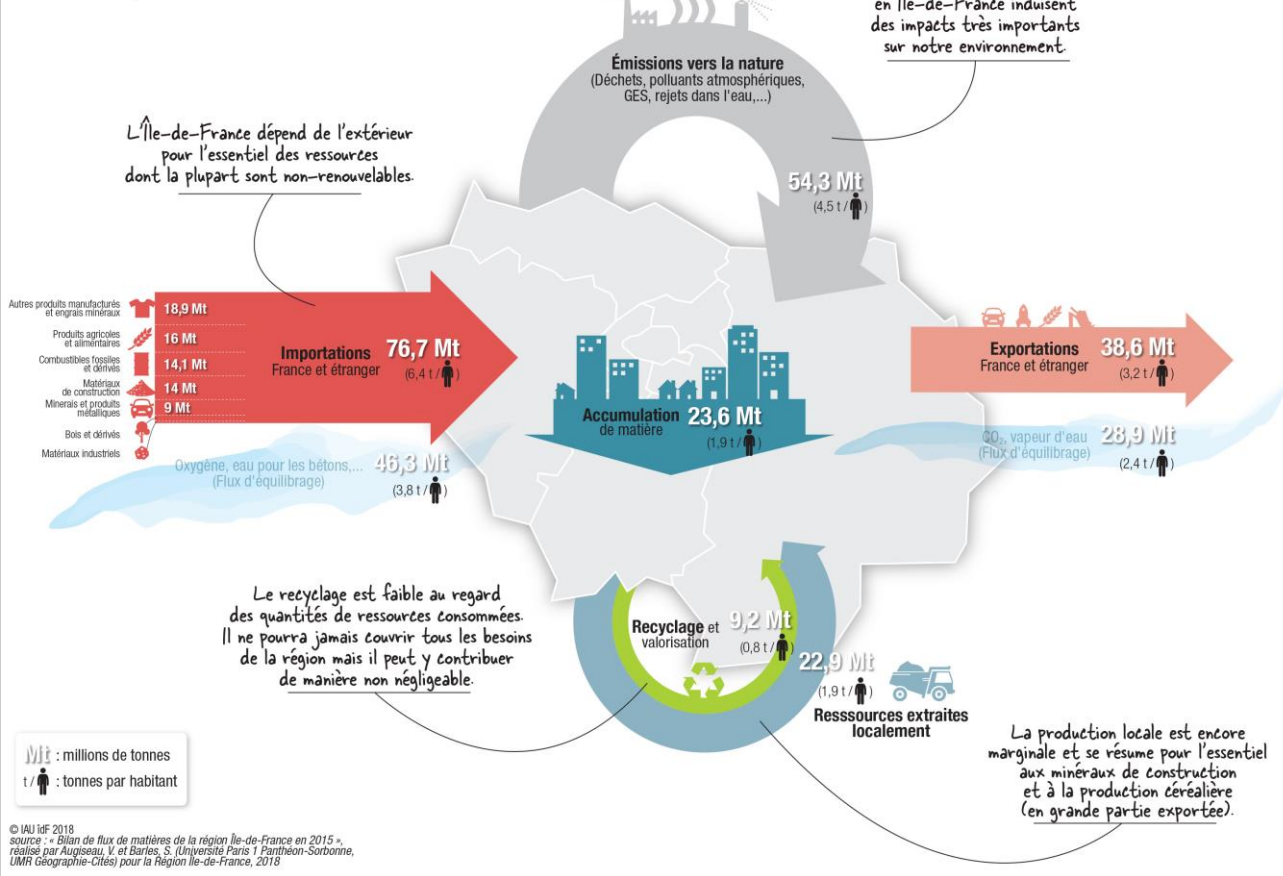 en Île-de-France induisent
des impacts très importants
sur notre environnement.
Émissions vers la nature
(Déchets, polluants atmosphériques,
GES, rejets dans l'eau,...)
54,3 Mt
(4,5 t/)
L'Île-de-France dépend de l'extérieur
pour l'essentiel des ressources
dont la plupart sont non-renouvelables.
Autres produits manufacturés
et engrais minéraux
18,9 Mt
Produits agricoles
et alimentaires
16 Mt
Combustibles fossiles
et dérivés
14,1 Mt
Matériaux
de construction
14 Mt
Minerais et produits
métalliques
9 Mt
Bois et dérivés
Matériaux industriels
Importations
France et étranger
76,7 Mt
(6,4 t/)
Oxygène, eau pour les bétons,...
(Flux d'équilibrage)
46,3 Mt
(3,8 t/)
Accumulation
de matière
23,6 Mt
(1,9 t/)
Exportations
France et étranger
38,6 Mt
(3,2 t/)
CO₂, vapeur d'eau
(Flux d'équilibrage)
28,9 Mt
(2,4 t/)
Le recyclage est faible au regard
des quantités de ressources consommées.
Il ne pourra jamais couvrir tous les besoins
de la région mais il peut y contribuer
de manière non négligeable.
Recyclage et
valorisation
9,2 Mt
(0,8 t/)
22,9 Mt
(1,9 t/)
Resssources extraites
localement
La production locale est encore
marginale et se résume pour l'essentiel
aux minéraux de construction
et à la production céréalière
(en grande partie exportée).
Mt : millions de tonnes
t/ : tonnes par habitant
© IAU îdF 2018
source : « Bilan de flux de matières de la région Île-de-France en 2015 »,
réalisé par Augiseau, V. et Barles, S. (Université Paris 1 Panthéon-Sorbonne,
UMR Géographie-Cités) pour la Région Île-de-France, 2018